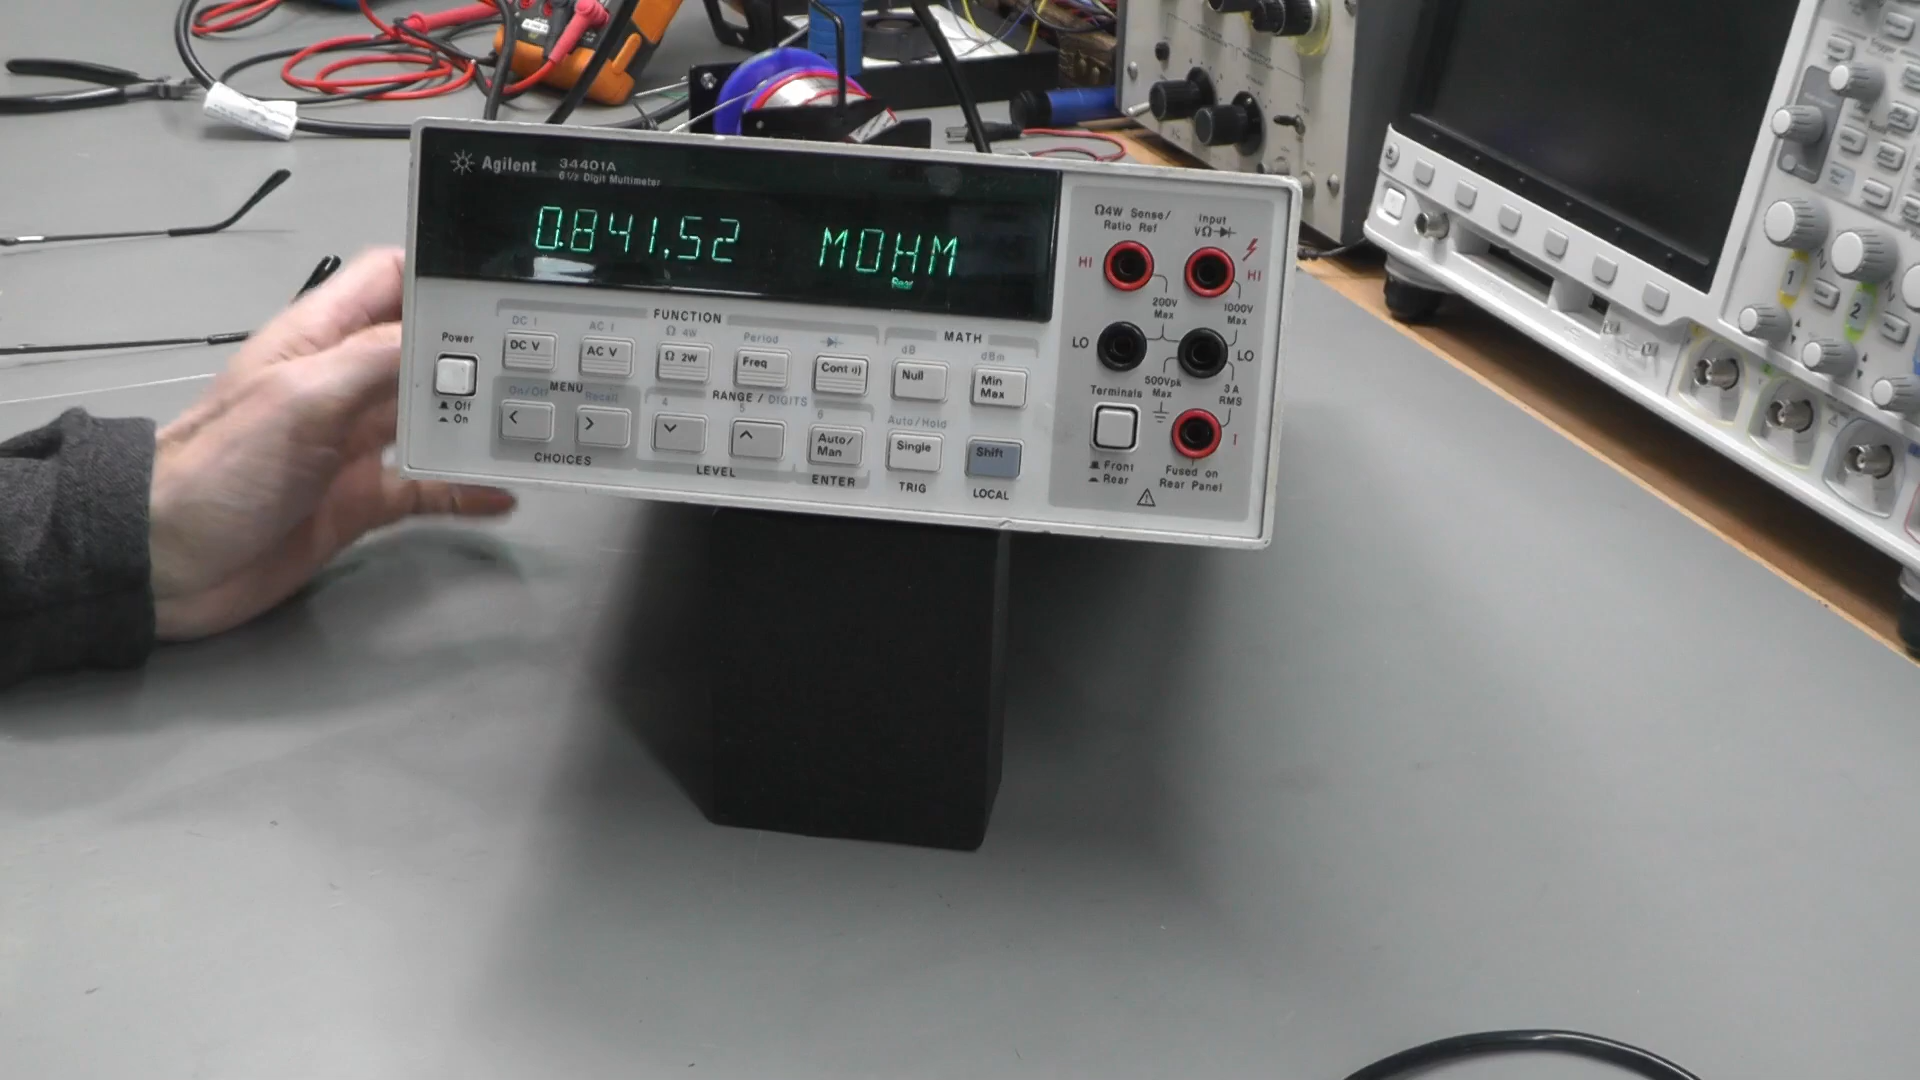 Agilent 34401A
6½ Digit Multimeter
0.841.52 MOHM
Rear
Power
Off
On
FUNCTION
DC I
AC I
Ω 4W
Period
DC V
AC V
Ω 2W
Freq
Cont
MATH
dB
dBm
Null
Min
Max
On/Off
MENU
Recall
RANGE / DIGITS
4
5
6
<
>
Auto/
Man
Auto/Hold
Single
Shift
CHOICES
LEVEL
ENTER
TRIG
LOCAL
Ω4W Sense/
Ratio Ref
Input
VΩ
HI
HI
200V
Max
1000V
Max
LO
LO
500Vpk
Max
3A
RMS
Terminals
Front
Rear
I
Fused on
Rear Panel
1
2